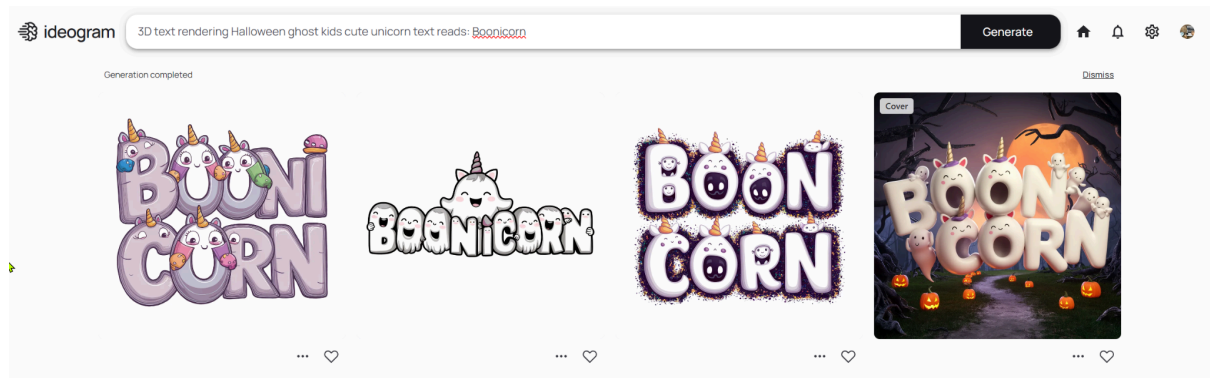 ideogram
3D text rendering Halloween ghost kids cute unicorn text reads: Boonicorn
Generate
Generation completed
Dismiss
BOONI
CORN
BOONiCORN
BOON
CORN
Cover
BOON
CORN